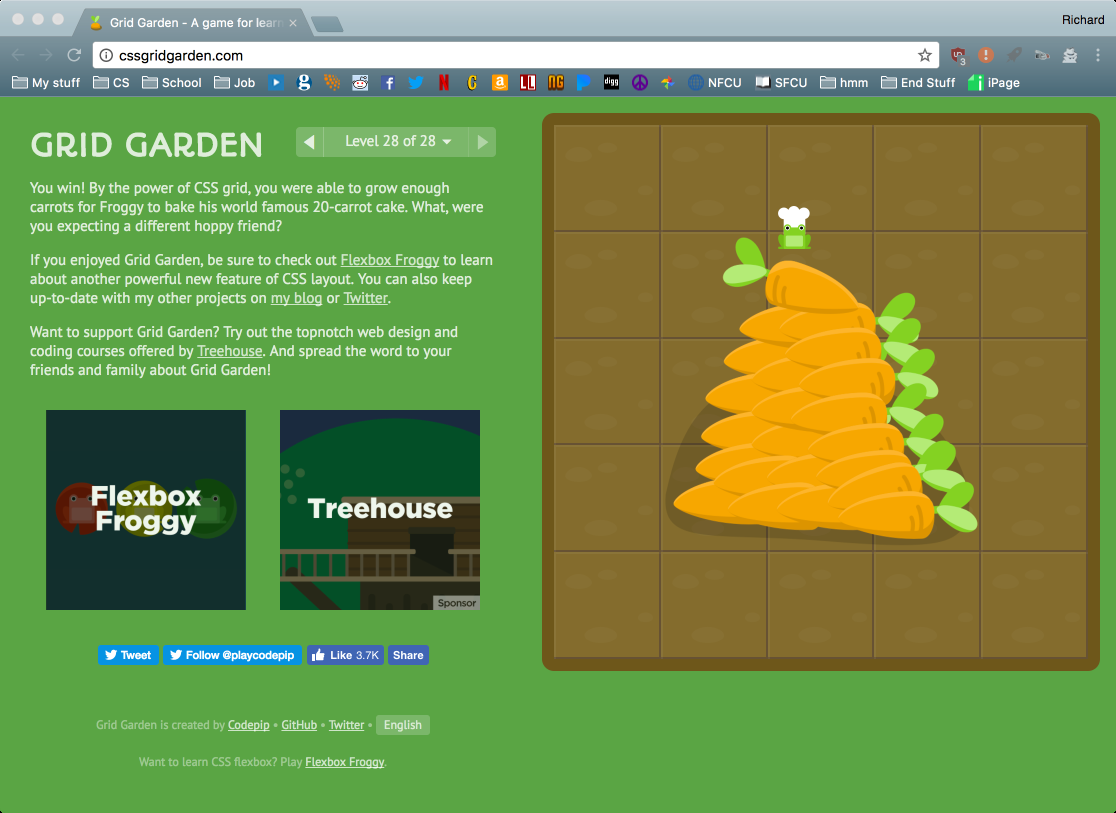 Grid Garden - A game for learn
Richard
cssgridgarden.com
3
My stuff
CS
School
Job
NFCU
SFCU
hmm
End Stuff
iPage
GRID GARDEN
Level 28 of 28
You win! By the power of CSS grid, you were able to grow enough
carrots for Froggy to bake his world famous 20-carrot cake. What, were
you expecting a different hoppy friend?
If you enjoyed Grid Garden, be sure to check out Flexbox Froggy to learn
about another powerful new feature of CSS layout. You can also keep
up-to-date with my other projects on my blog or Twitter.
Want to support Grid Garden? Try out the topnotch web design and
coding courses offered by Treehouse. And spread the word to your
friends and family about Grid Garden!
Flexbox
Froggy
Treehouse
Sponsor
Tweet
Follow @playcodepip
Like 3.7K
Share
Grid Garden is created by Codepip • GitHub • Twitter • English
Want to learn CSS flexbox? Play Flexbox Froggy.